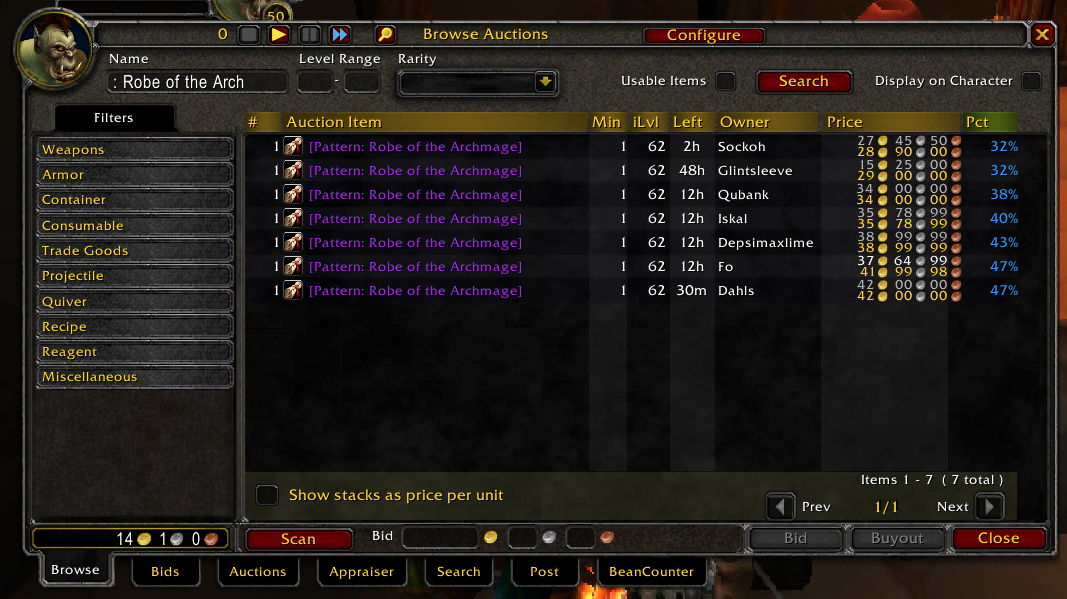 50
0 Browse Auctions Configure
Name Level Range Rarity
: Robe of the Arch - Usable Items Search Display on Character
Filters
Weapons
Armor
Container
Consumable
Trade Goods
Projectile
Quiver
Recipe
Reagent
Miscellaneous
# Auction Item Min iLvl Left Owner Price Pct
1 [Pattern: Robe of the Archmage] 1 62 2h Sockoh 27 45 50 32%
28 90 00
1 [Pattern: Robe of the Archmage] 1 62 48h Glintsleeve 15 25 00 32%
29 00 00
1 [Pattern: Robe of the Archmage] 1 62 12h Qubank 34 00 00 38%
34 00 00
1 [Pattern: Robe of the Archmage] 1 62 12h Iskal 35 78 99 40%
35 78 99
1 [Pattern: Robe of the Archmage] 1 62 12h Depsimaxlime 38 99 99 43%
38 99 99
1 [Pattern: Robe of the Archmage] 1 62 12h Fo 37 64 99 47%
41 99 98
1 [Pattern: Robe of the Archmage] 1 62 30m Dahls 42 00 00 47%
42 00 00
Show stacks as price per unit
Items 1 - 7 ( 7 total )
Prev 1/1 Next
14 1 0 Scan Bid Bid Buyout Close
Browse Bids Auctions Appraiser Search Post BeanCounter